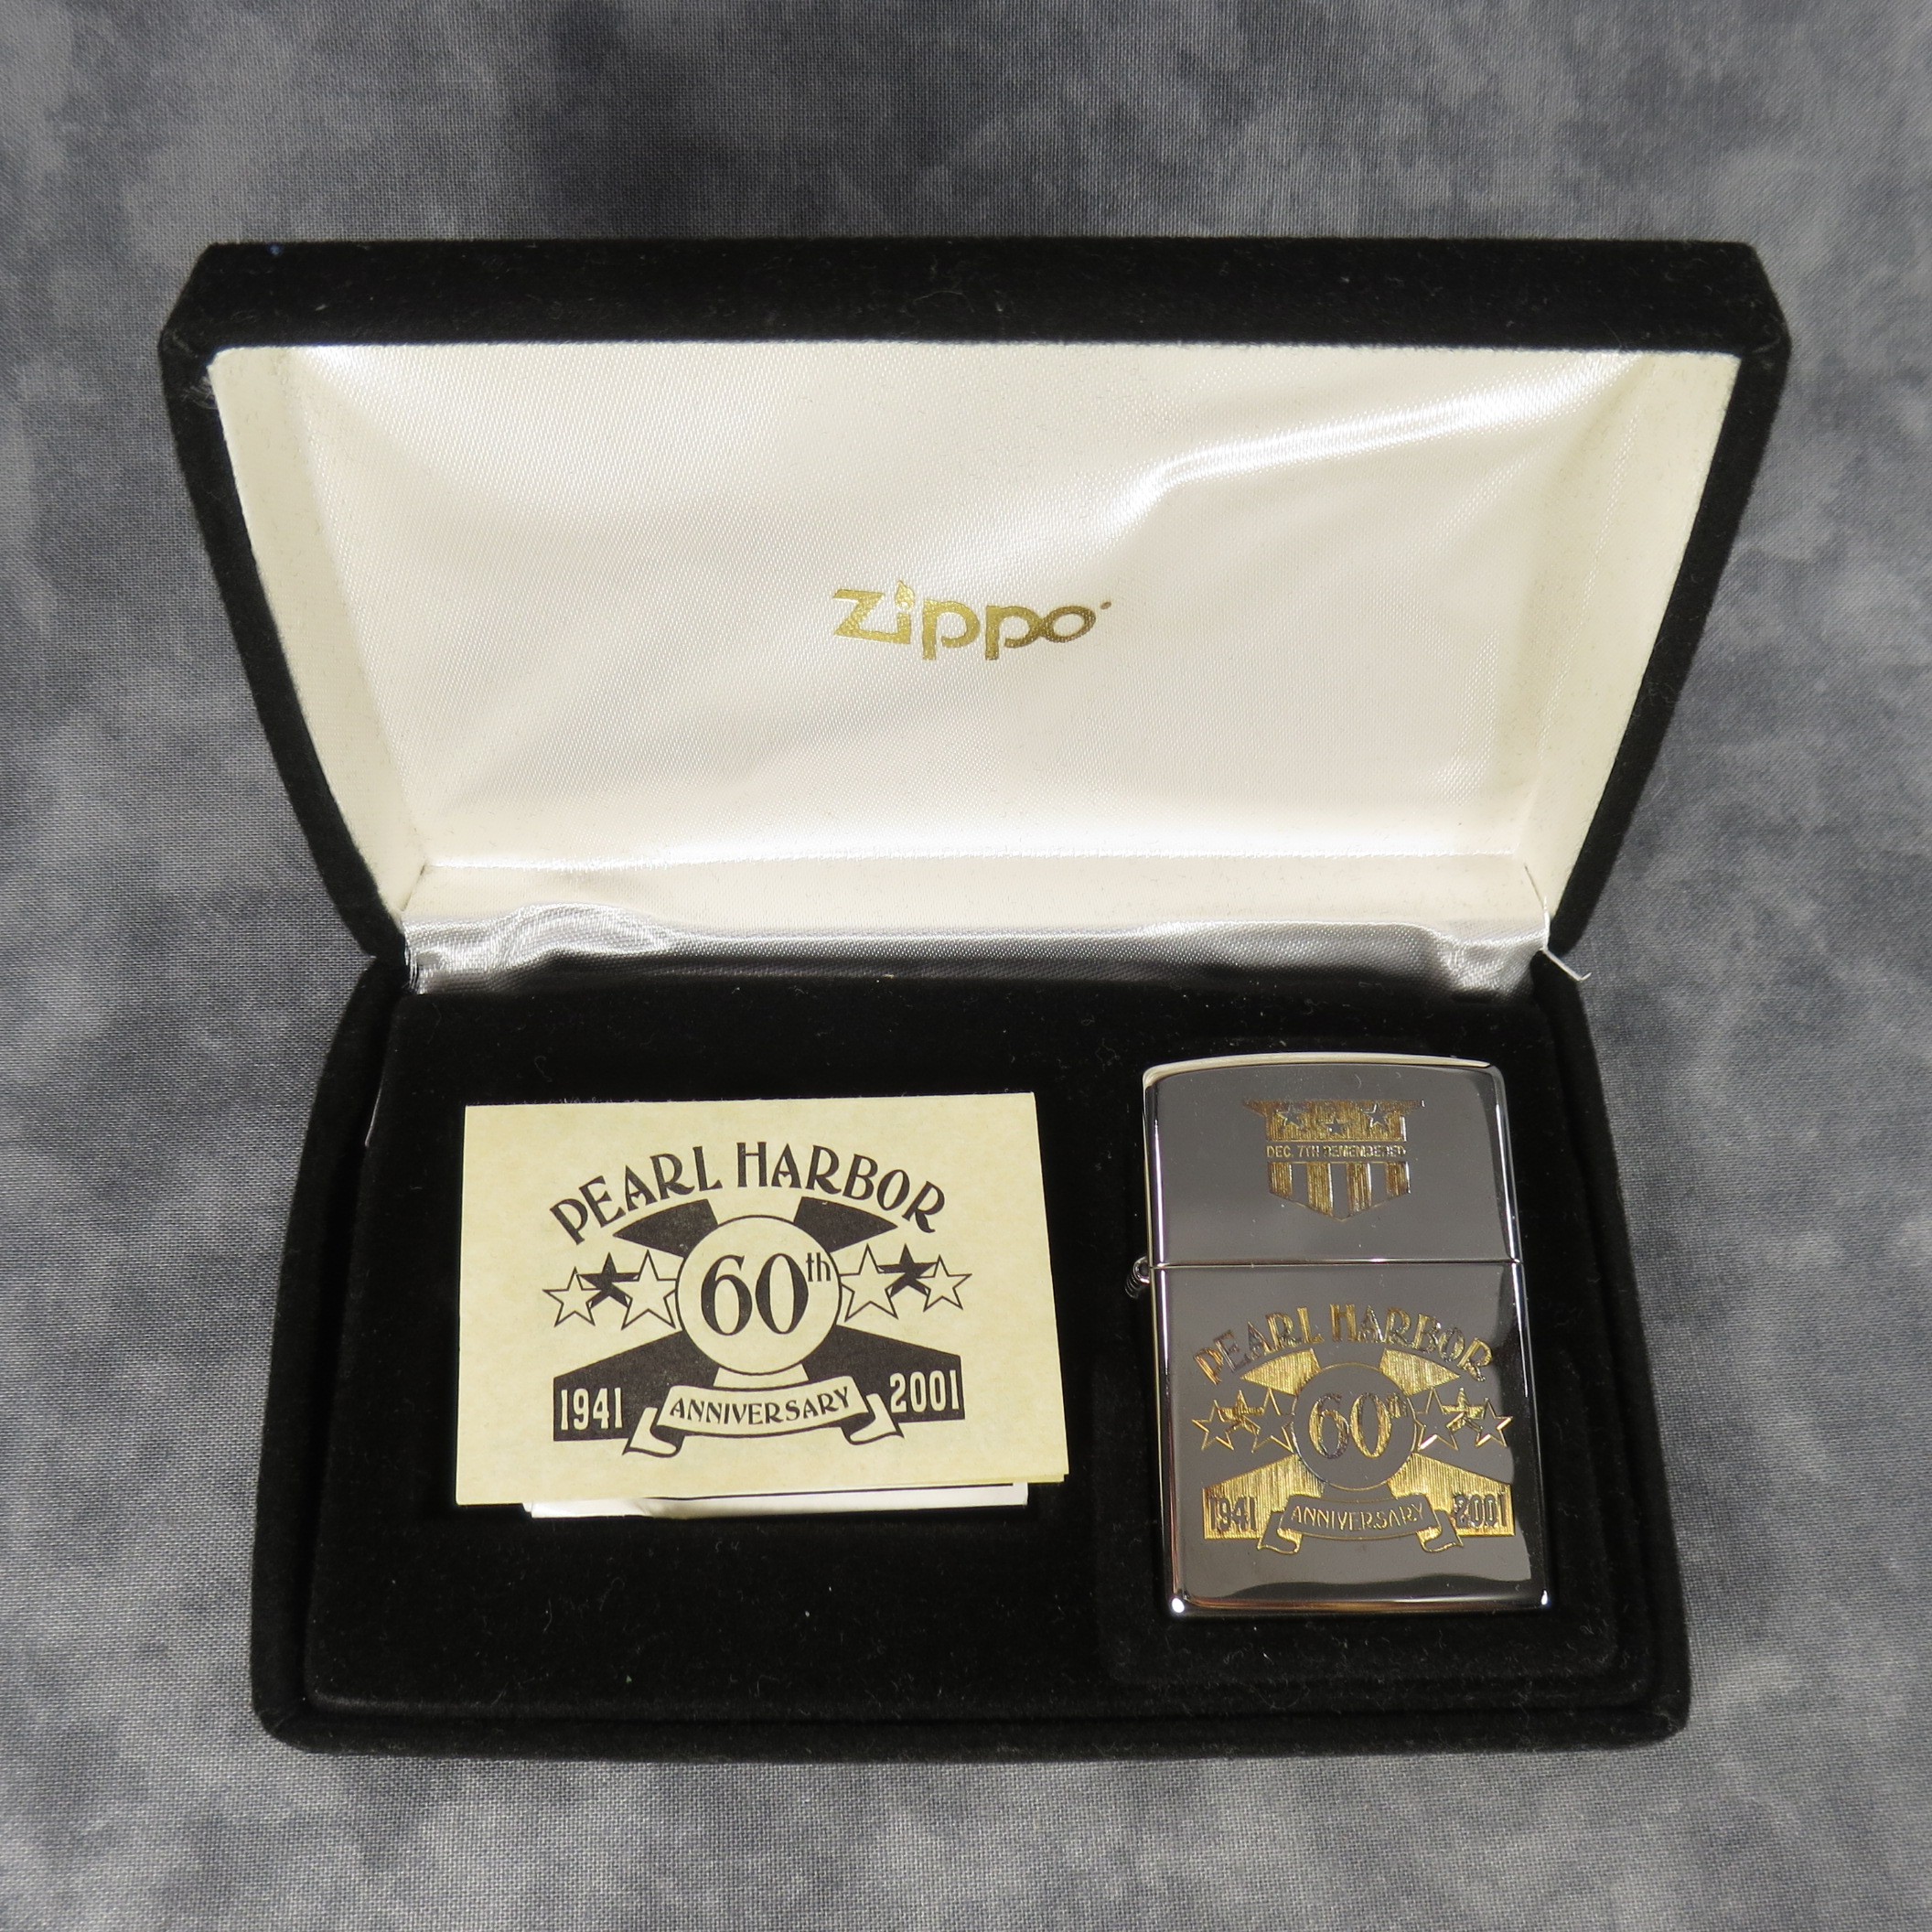 Zippo
PEARL HARBOR
60th
1941 ANNIVERSARY 2001
DEC. 7TH REMEMBERED
PEARL HARBOR
60th
1941 ANNIVERSARY 2001